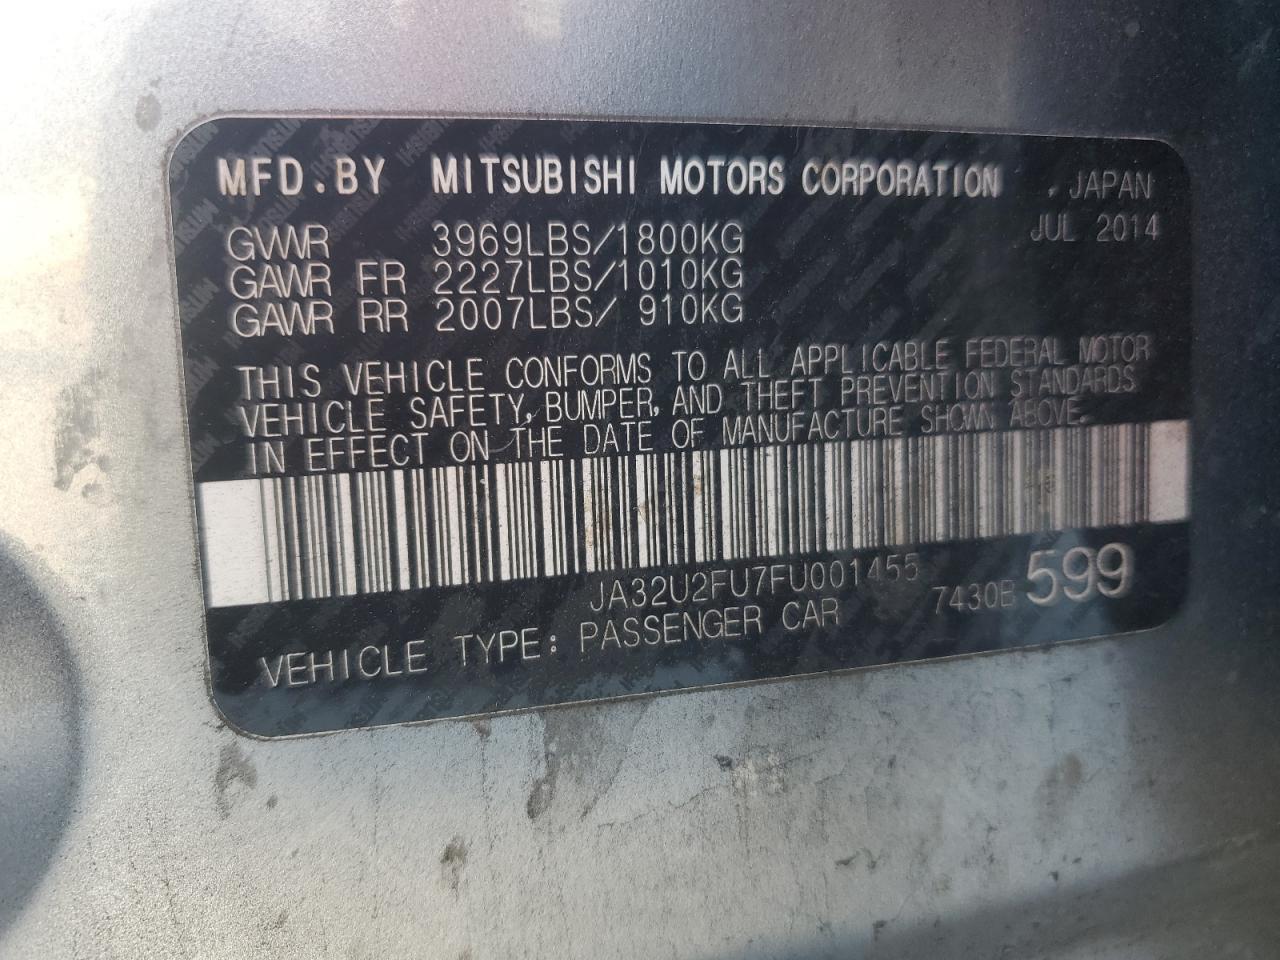 MFD.BY MITSUBISHI MOTORS CORPORATION . JAPAN
GVWR 3969LBS/1800KG JUL 2014
GAWR FR 2227LBS/1010KG
GAWR RR 2007LBS/ 910KG
THIS VEHICLE CONFORMS TO ALL APPLICABLE FEDERAL MOTOR
VEHICLE SAFETY, BUMPER, AND THEFT PREVENTION STANDARDS
IN EFFECT ON THE DATE OF MANUFACTURE SHOWN ABOVE.
JA32U2FU7FU001455 7430B 599
VEHICLE TYPE: PASSENGER CAR